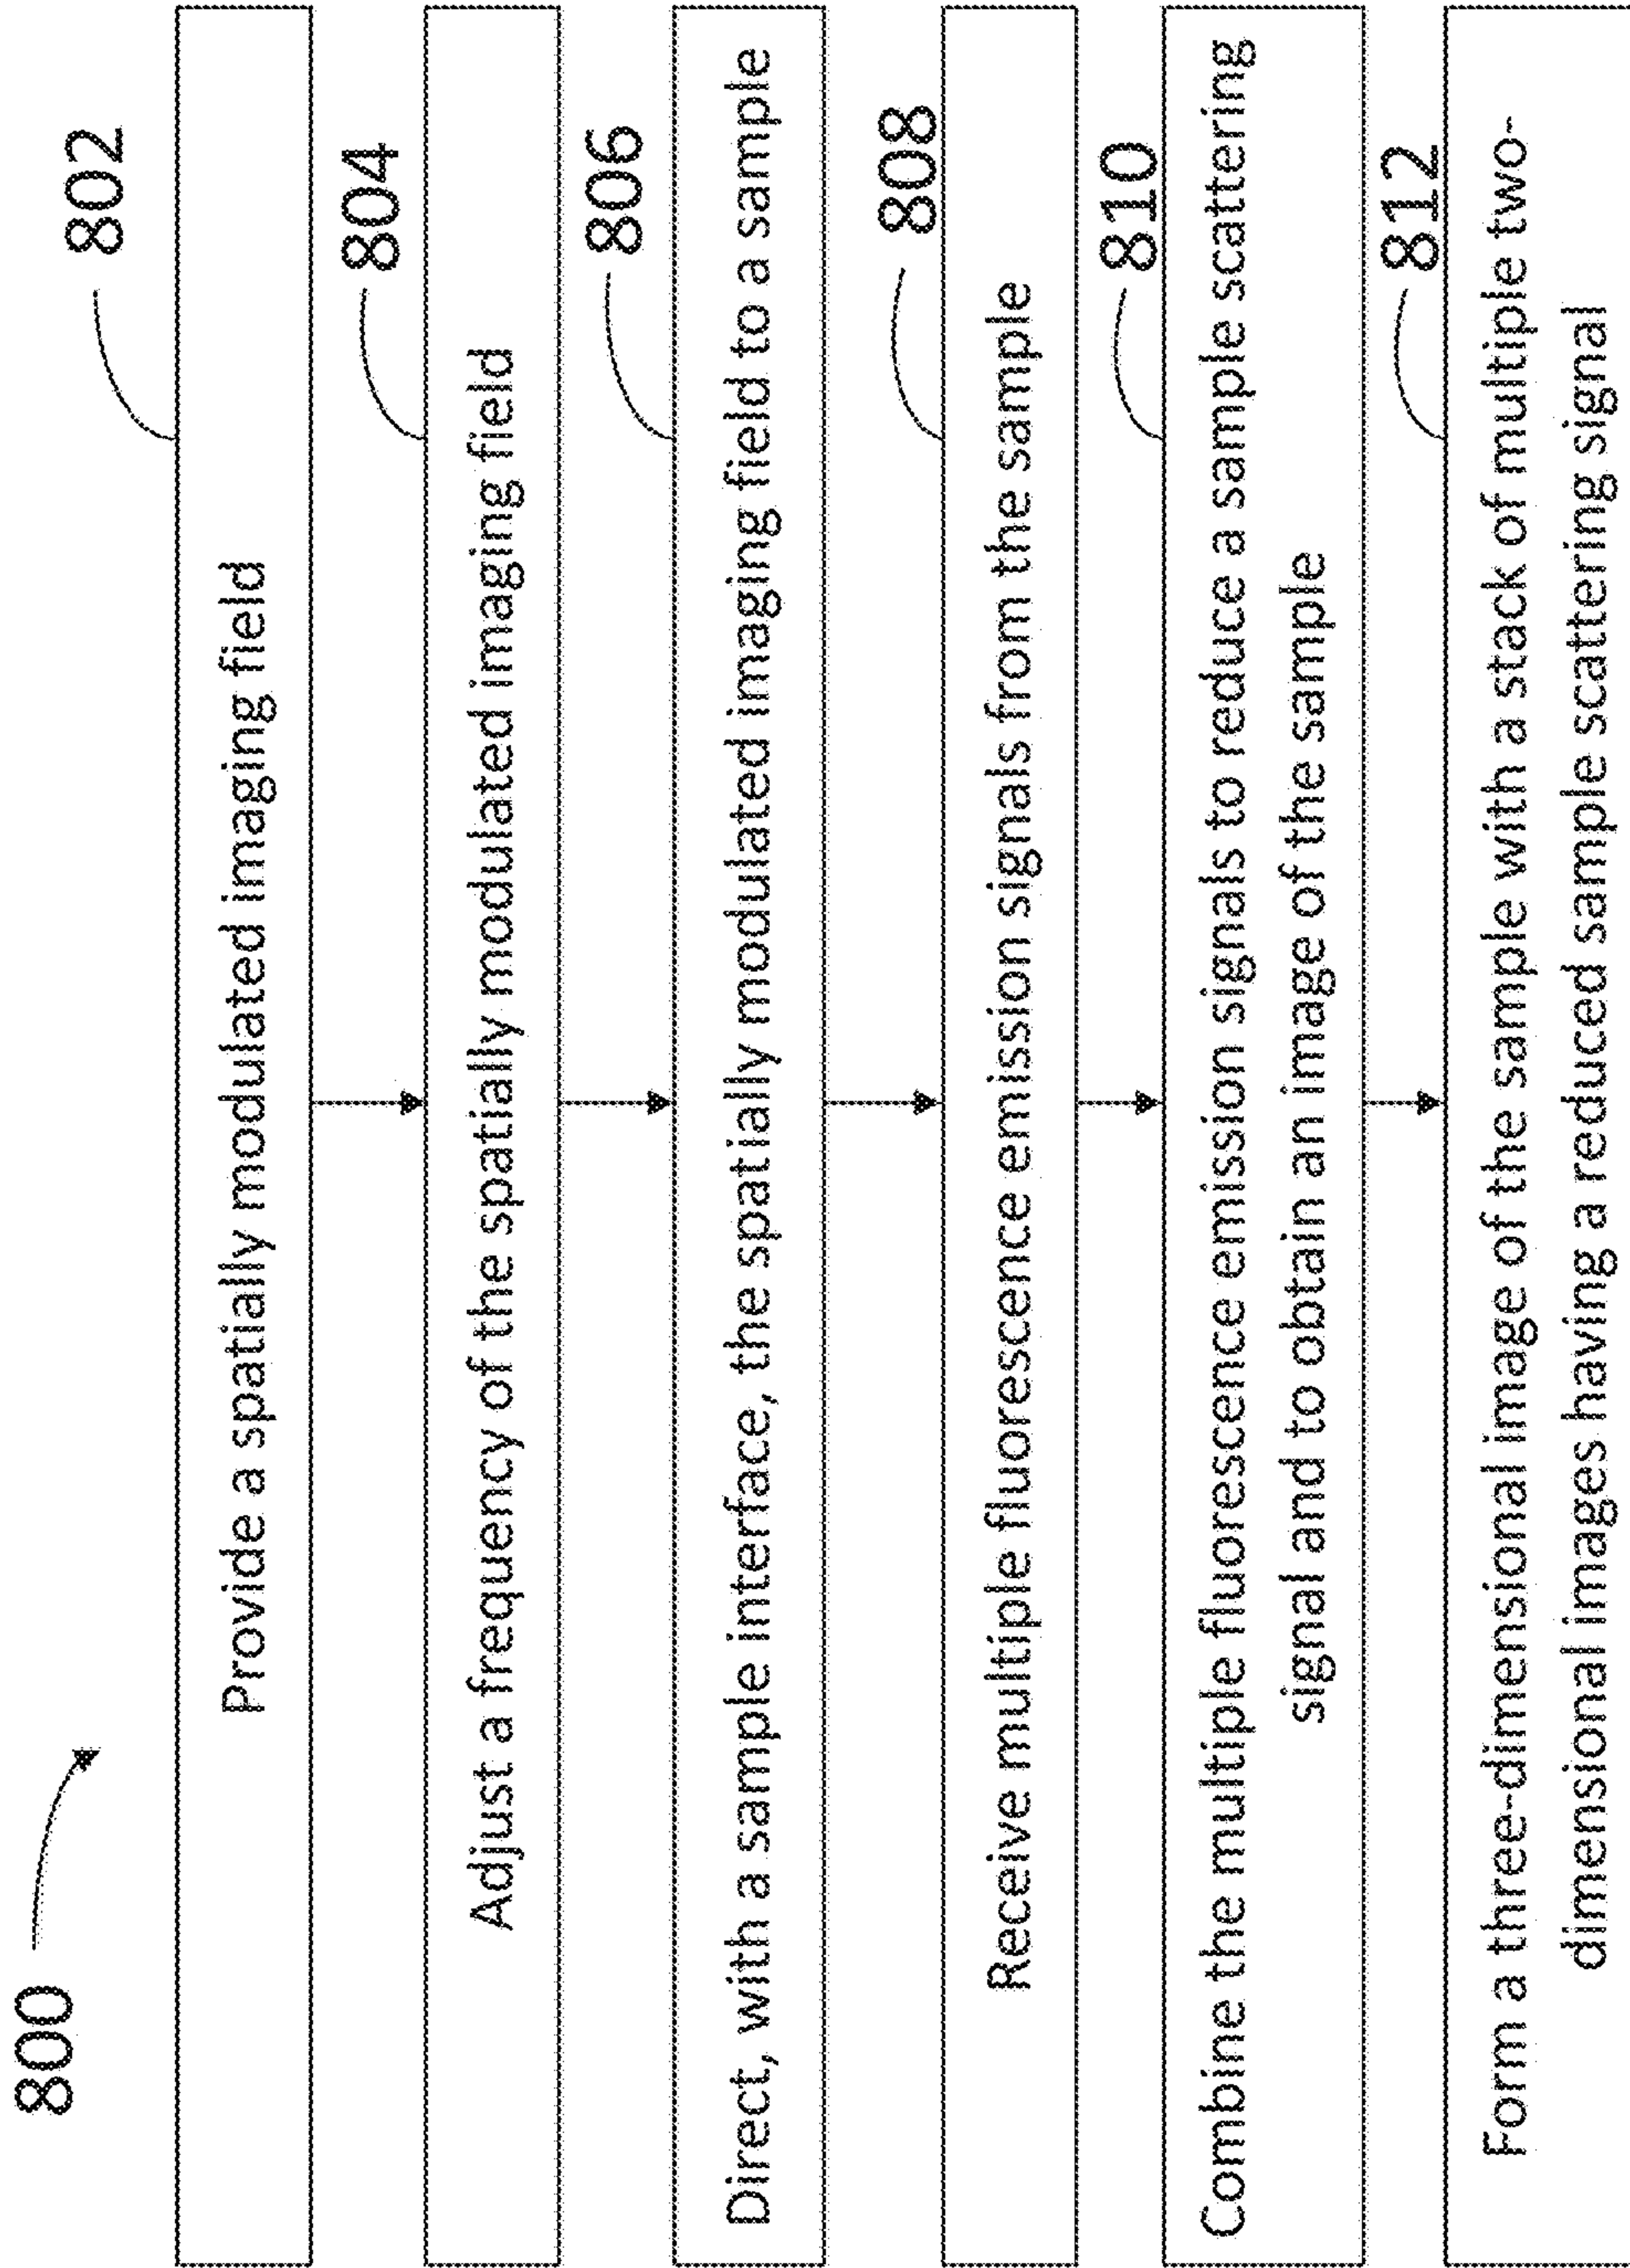 800
802
Provide a spatially modulated imaging field
804
Adjust a frequency of the spatially modulated imaging field
806
Direct, with a sample interface, the spatially modulated imaging field to a sample
808
Receive multiple fluorescence emission signals from the sample
810
Combine the multiple fluorescence emission signals to reduce a sample scattering
signal and to obtain an image of the sample
812
Form a three-dimensional image of the sample with a stack of multiple two-
dimensional images having a reduced sample scattering signal